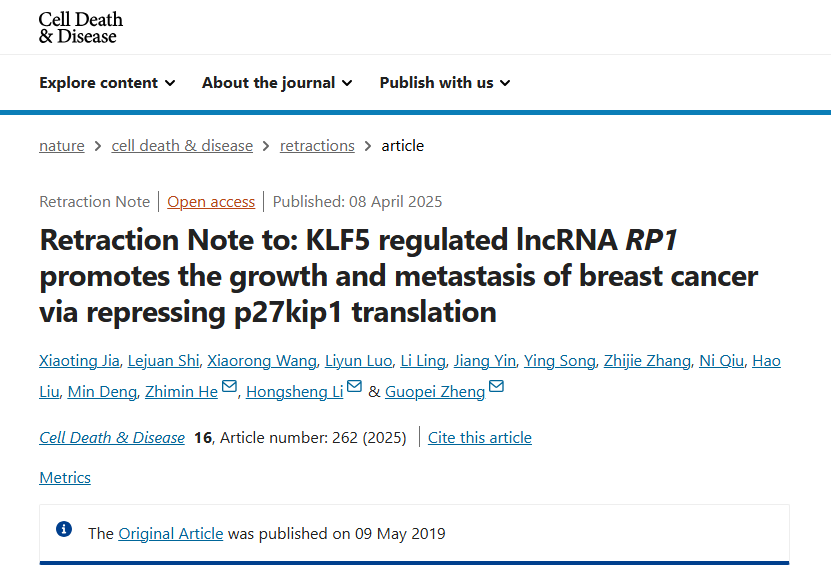 Cell Death
& Disease
Explore content About the journal Publish with us
nature > cell death & disease > retractions > article
Retraction Note | Open access | Published: 08 April 2025
Retraction Note to: KLF5 regulated lncRNA RP1
promotes the growth and metastasis of breast cancer
via repressing p27kip1 translation
Xiaoting Jia, Lejuan Shi, Xiaorong Wang, Liyun Luo, Li Ling, Jiang Yin, Ying Song, Zhijie Zhang, Ni Qiu, Hao
Liu, Min Deng, Zhimin He, Hongsheng Li & Guopei Zheng
Cell Death & Disease 16, Article number: 262 (2025) | Cite this article
Metrics
The Original Article was published on 09 May 2019